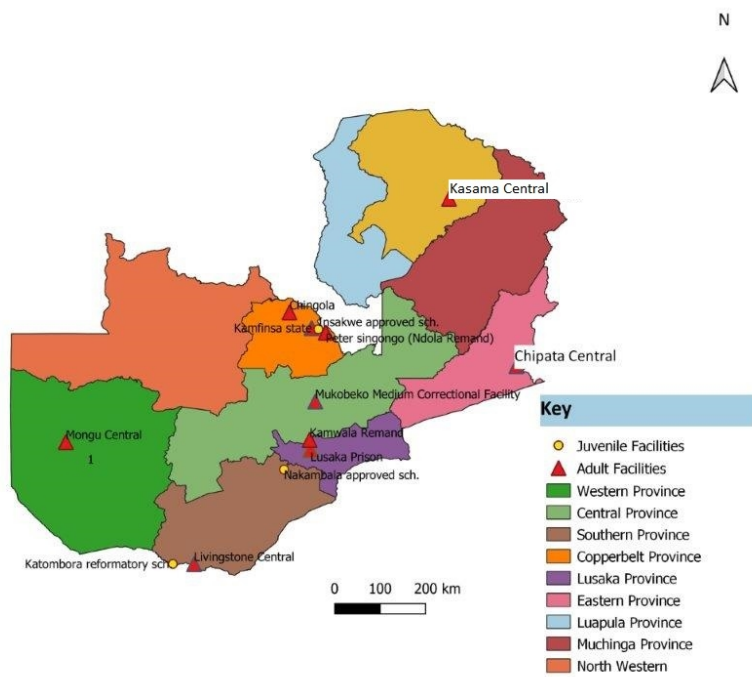 N
Kasama Central
Chingola
Kamfinsa state
Insakwe approved sch.
Peter singongo (Ndola Remand)
Chipata Central
Mukobeko Medium Correctional Facility
Key
Kamwala Remand
Mongu Central
1
Lusaka Prison
Nakambala approved sch.
Juvenile Facilities
Adult Facilities
Western Province
Central Province
Southern Province
Copperbelt Province
Lusaka Province
Eastern Province
Luapula Province
Muchinga Province
North Western
Katombora reformatory sch
Livingstone Central
0 100 200 km